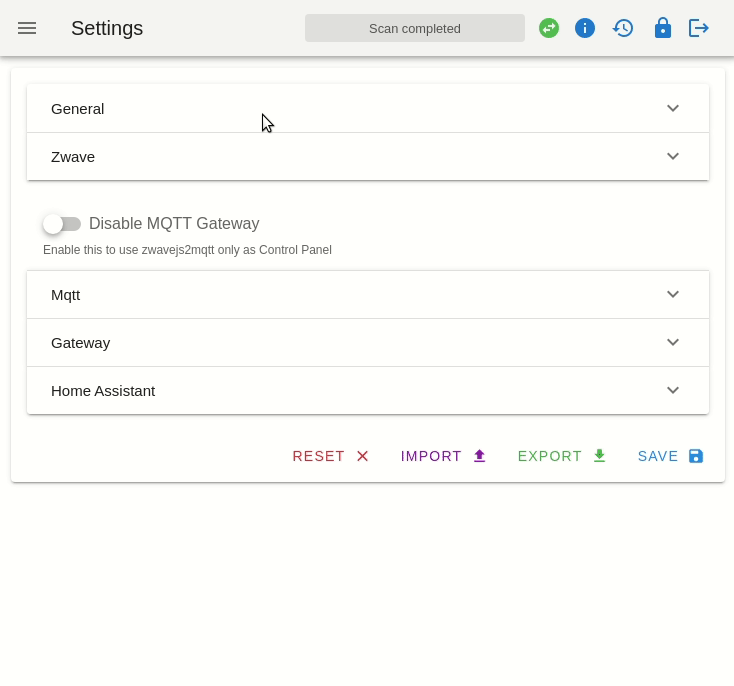 Settings
Scan completed
General
Zwave
Disable MQTT Gateway
Enable this to use zwavejs2mqtt only as Control Panel
Mqtt
Gateway
Home Assistant
RESET IMPORT EXPORT SAVE